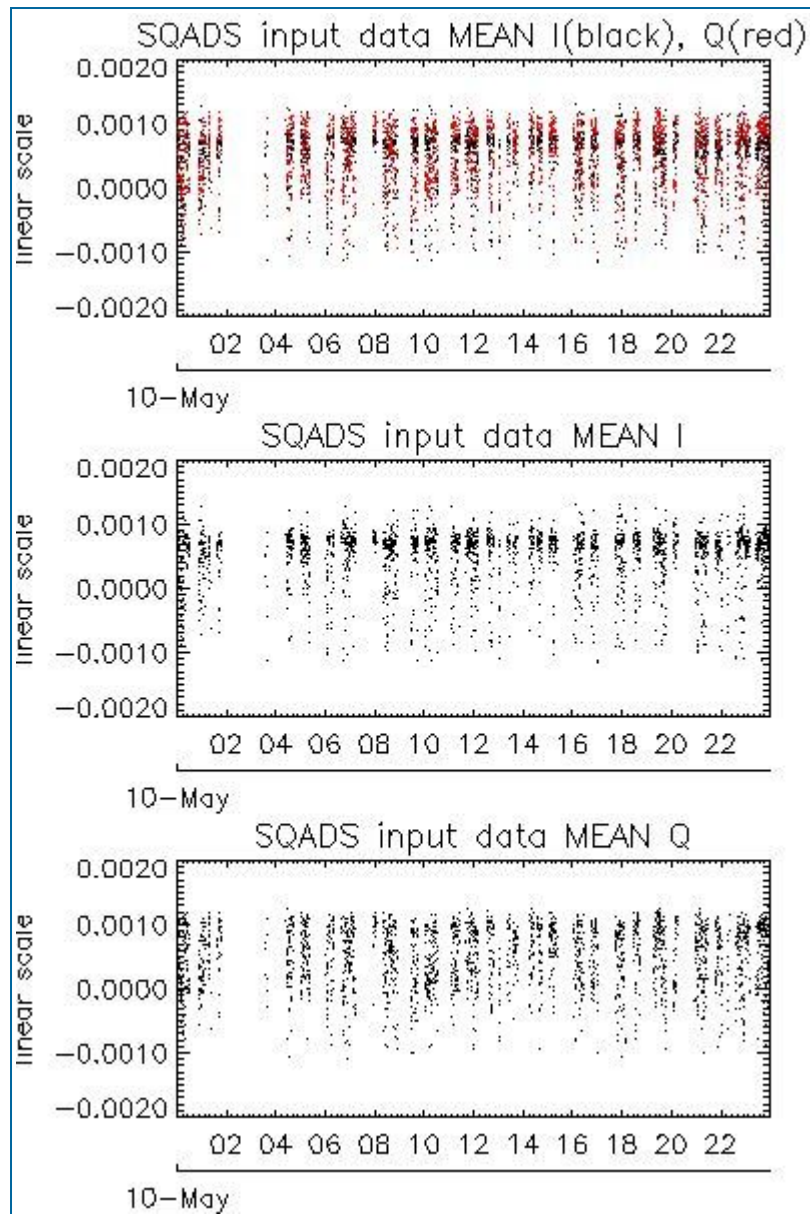 SQADS input data MEAN I(black), Q(red)
0.0020
0.0010
0.0000
−0.0010
−0.0020
linear scale
02 04 06 08 10 12 14 16 18 20 22
10−May
SQADS input data MEAN I
0.0020
0.0010
0.0000
−0.0010
−0.0020
linear scale
02 04 06 08 10 12 14 16 18 20 22
10−May
SQADS input data MEAN Q
0.0020
0.0010
0.0000
−0.0010
−0.0020
linear scale
02 04 06 08 10 12 14 16 18 20 22
10−May